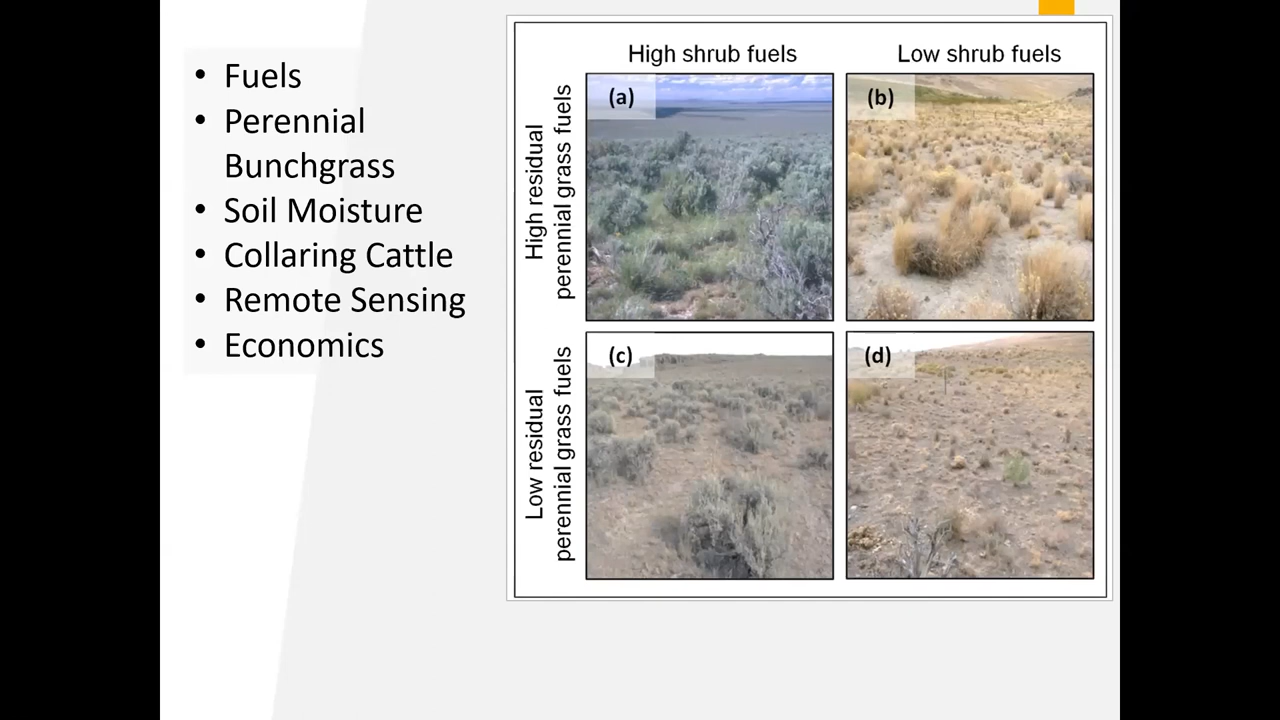 • Fuels
• Perennial
Bunchgrass
• Soil Moisture
• Collaring Cattle
• Remote Sensing
• Economics
High shrub fuels
Low shrub fuels
High residual
perennial grass fuels
(a)
(b)
Low residual
perennial grass fuels
(c)
(d)